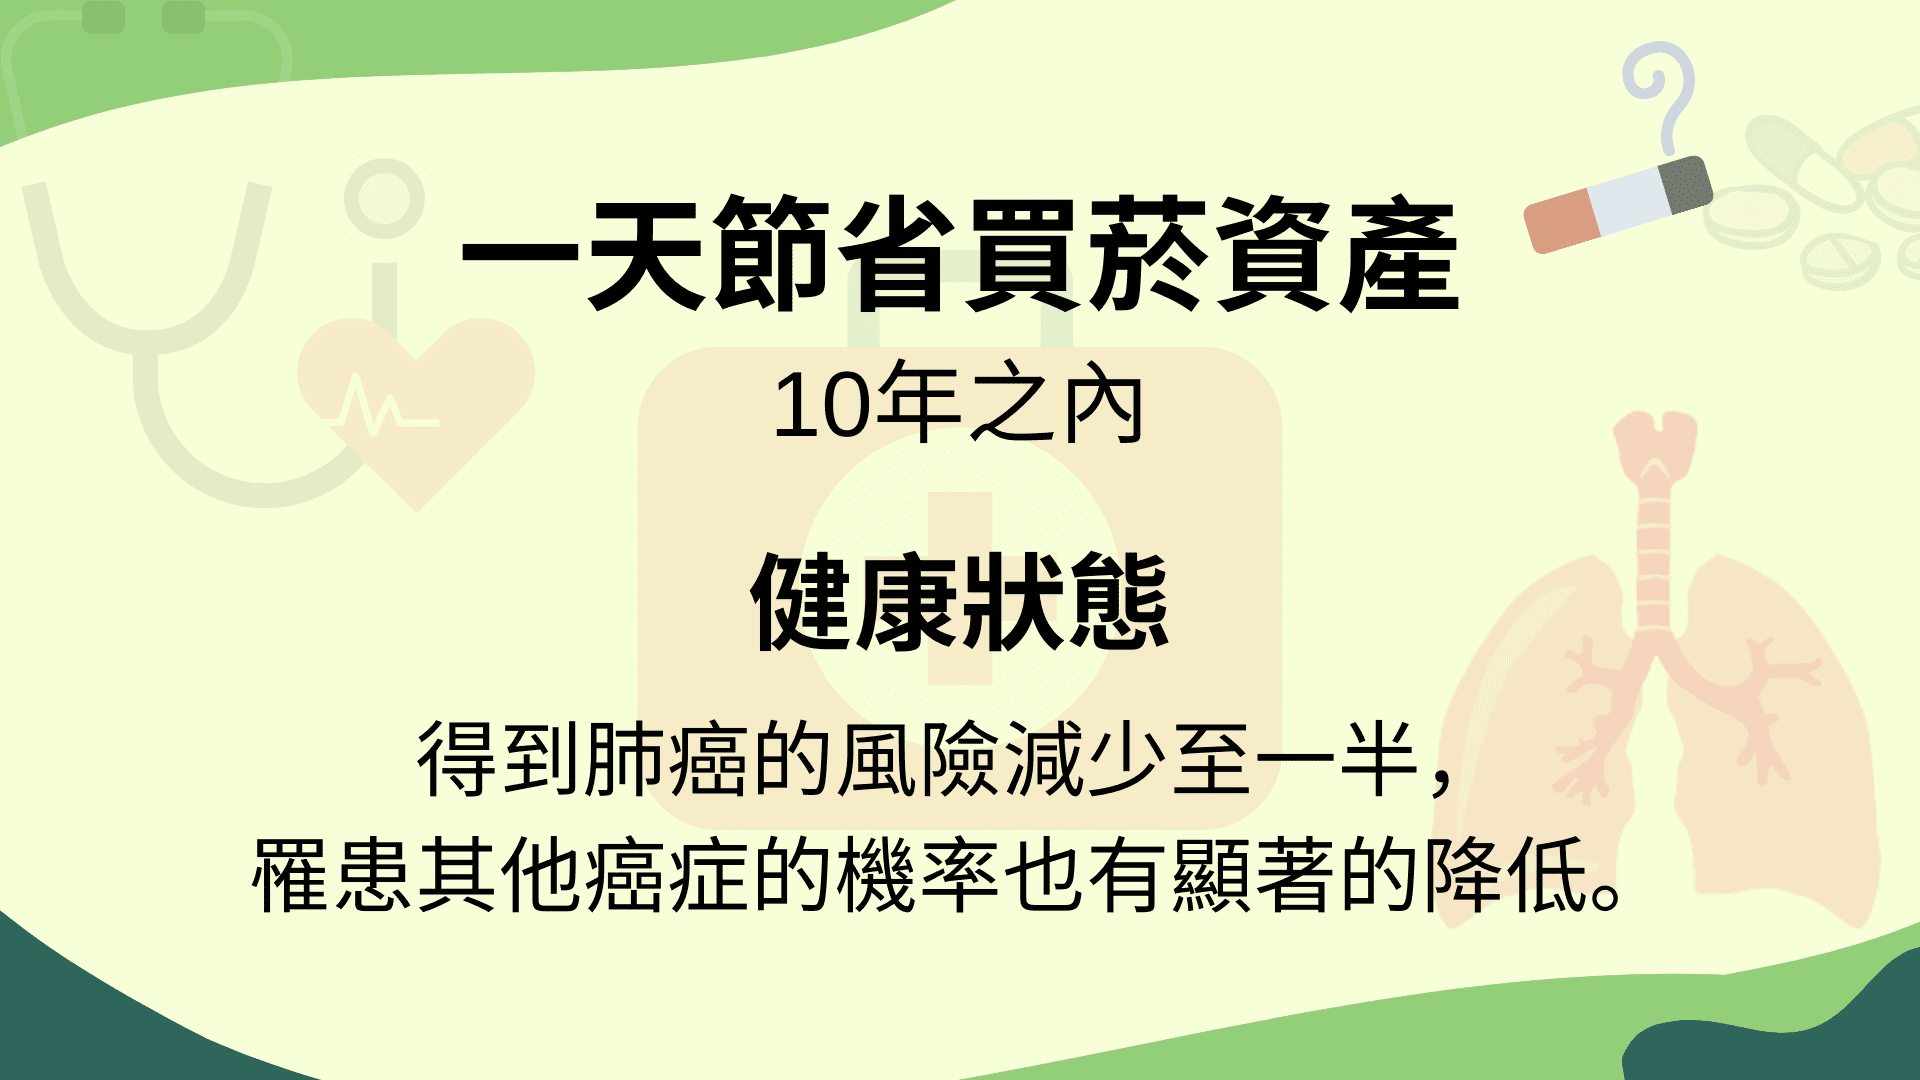 一天節省買菸資產
10年之內
健康狀態
得到肺癌的風險減少至一半，
罹患其他癌症的機率也有顯著的降低。